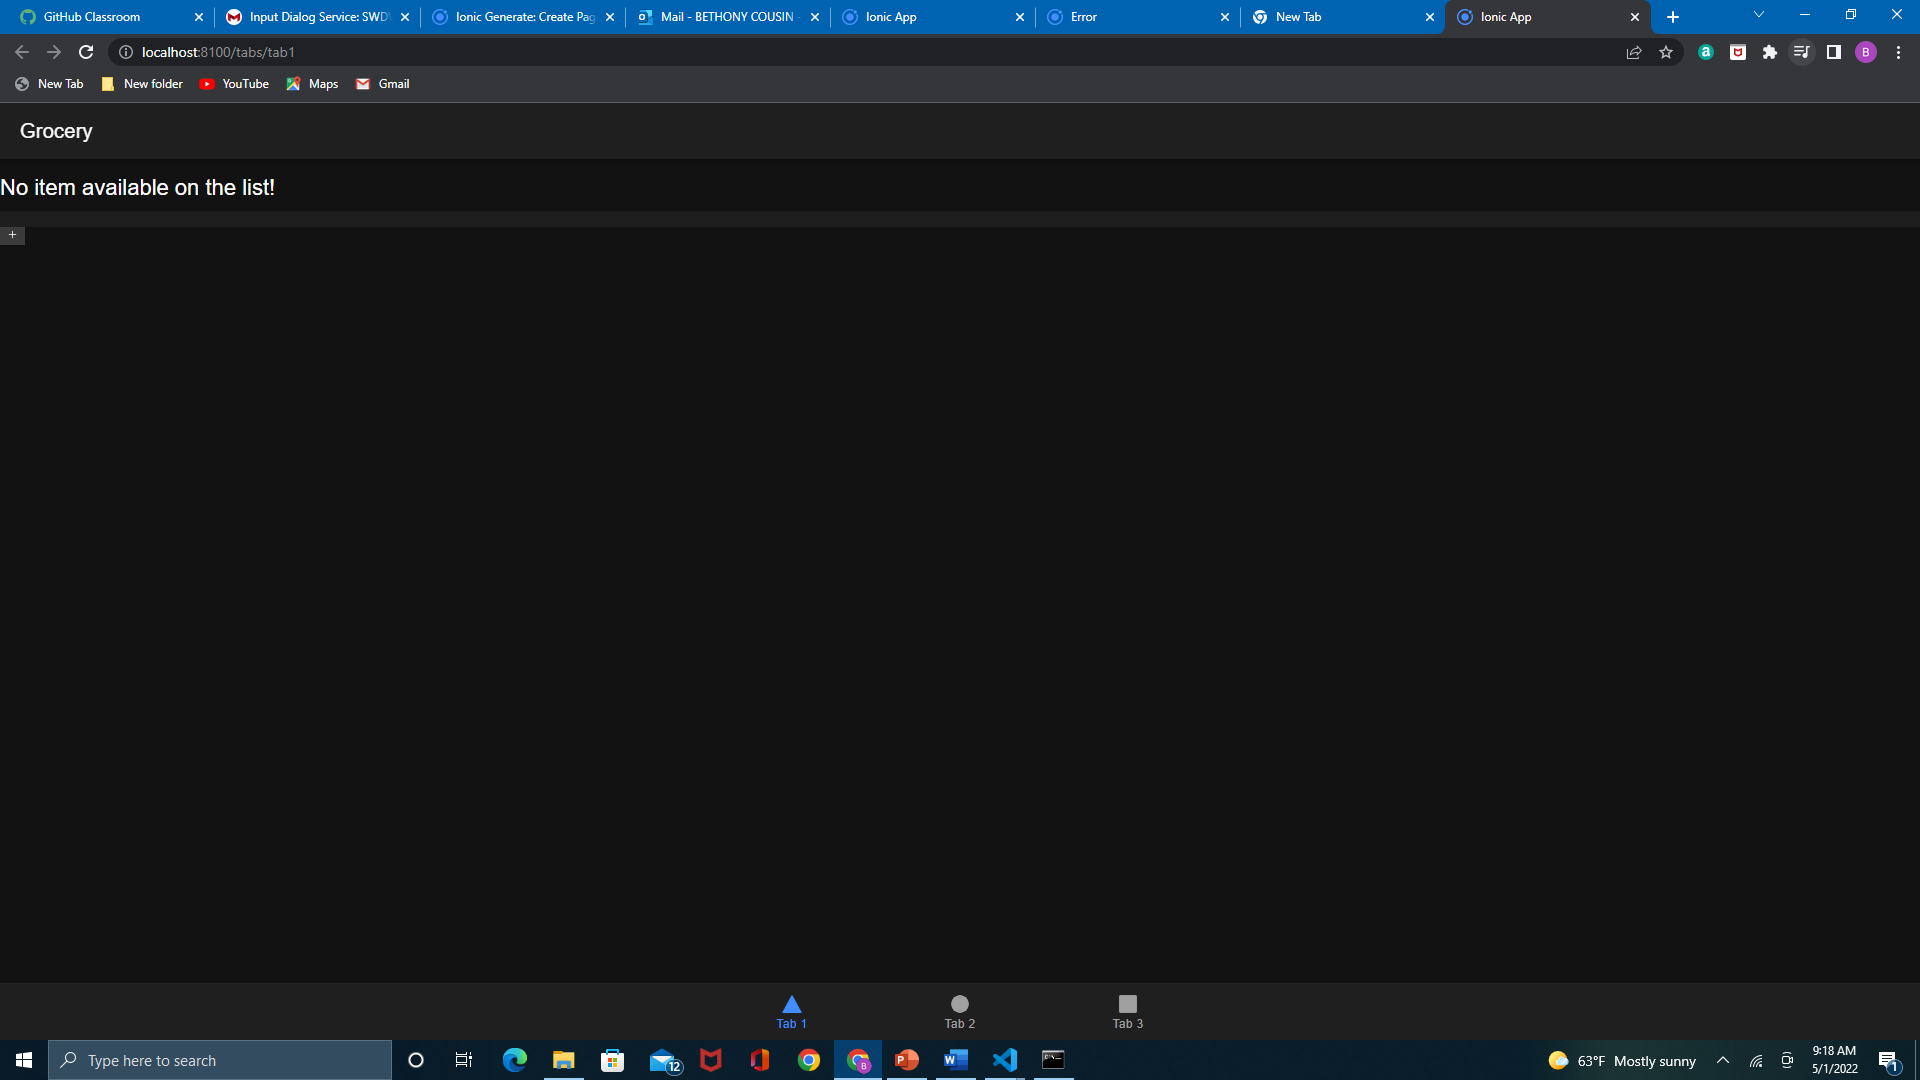 GitHub Classroom
Input Dialog Service: SWD
Ionic Generate: Create Pag
Mail - BETHONY COUSIN -
Ionic App
Error
New Tab
Ionic App
localhost:8100/tabs/tab1
B
New Tab
New folder
YouTube
Maps
Gmail
Grocery
No item available on the list!
+
Tab 1
Tab 2
Tab 3
Type here to search
12
B
63°F Mostly sunny
9:18 AM
5/1/2022
1